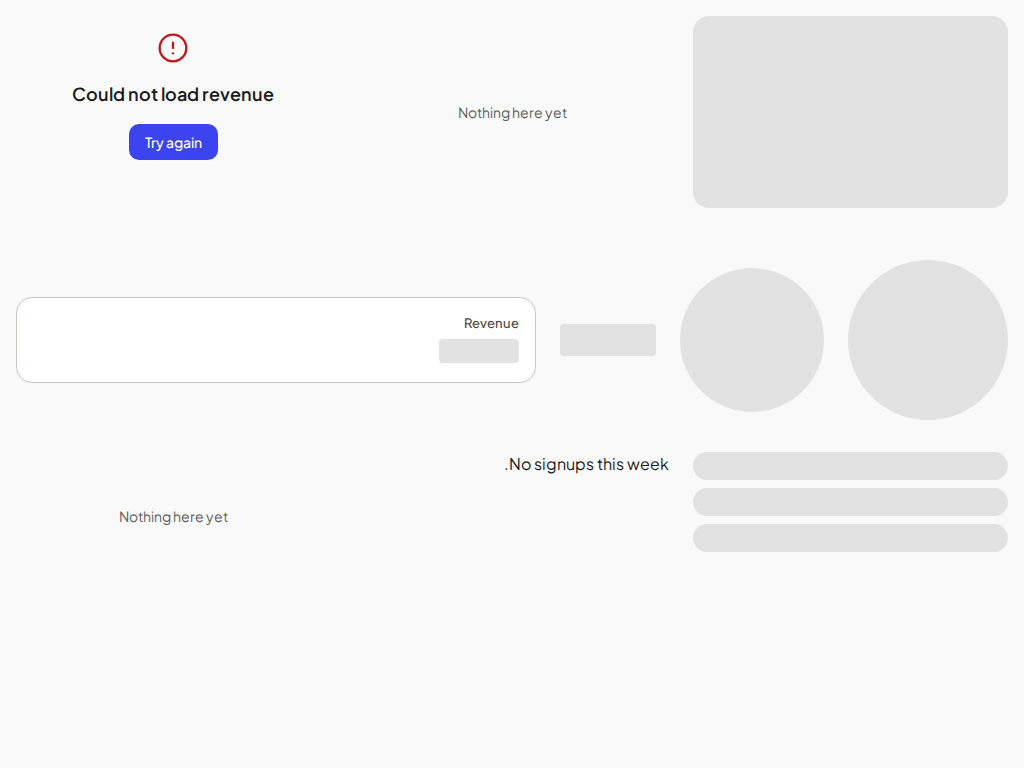 Could not load revenue
Try again
Nothing here yet
Revenue
.No signups this week
Nothing here yet